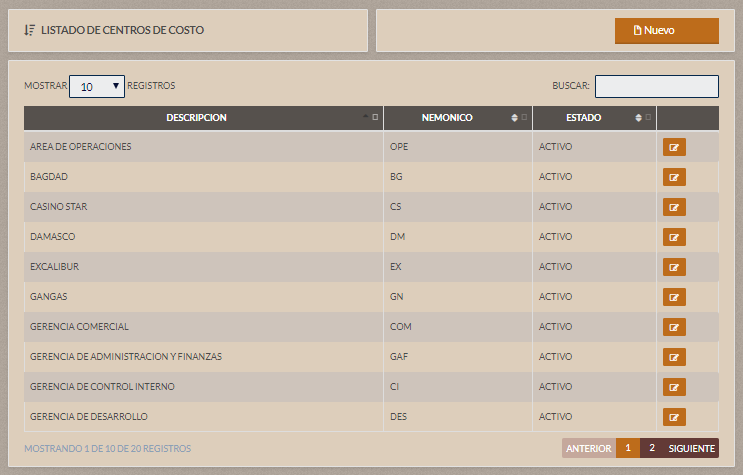 LISTADO DE CENTROS DE COSTO
Nuevo
MOSTRAR 10 REGISTROS BUSCAR:
DESCRIPCION NEMONICO ESTADO
AREA DE OPERACIONES OPE ACTIVO
BAGDAD BG ACTIVO
CASINO STAR CS ACTIVO
DAMASCO DM ACTIVO
EXCALIBUR EX ACTIVO
GANGAS GN ACTIVO
GERENCIA COMERCIAL COM ACTIVO
GERENCIA DE ADMINISTRACION Y FINANZAS GAF ACTIVO
GERENCIA DE CONTROL INTERNO CI ACTIVO
GERENCIA DE DESARROLLO DES ACTIVO
MOSTRANDO 1 DE 10 DE 20 REGISTROS ANTERIOR 1 2 SIGUIENTE